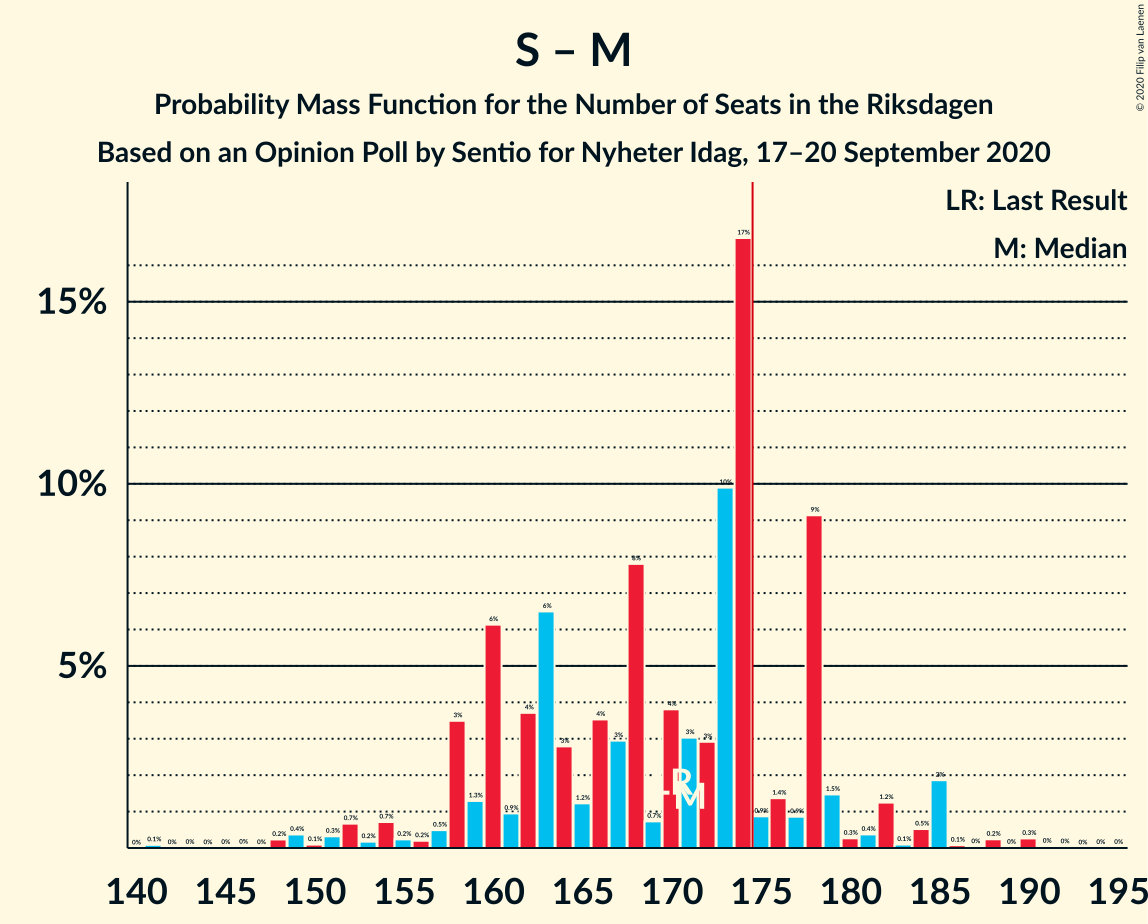 S – M
Probability Mass Function for the Number of Seats in the Riksdagen
Based on an Opinion Poll by Sentio for Nyheter Idag, 17–20 September 2020
© 2020 Filip van Laenen
LR: Last Result
M: Median
15%
10%
5%
0% 0.1% 0% 0% 0% 0% 0% 0% 0.2% 0.4% 0.1% 0.3% 0.7% 0.2% 0.7% 0.2% 0.2% 0.5% 3% 1.3% 6% 0.9% 4% 6% 3% 1.2% 4% 3% 8% 0.7% 4% 3% 3% 10% 17% 0.9% 1.4% 0.9% 9% 1.5% 0.3% 0.4% 1.2% 0.1% 0.5% 2% 0.1% 0% 0.2% 0% 0.3% 0% 0% 0% 0% 0%
LR
M
140 145 150 155 160 165 170 175 180 185 190 195